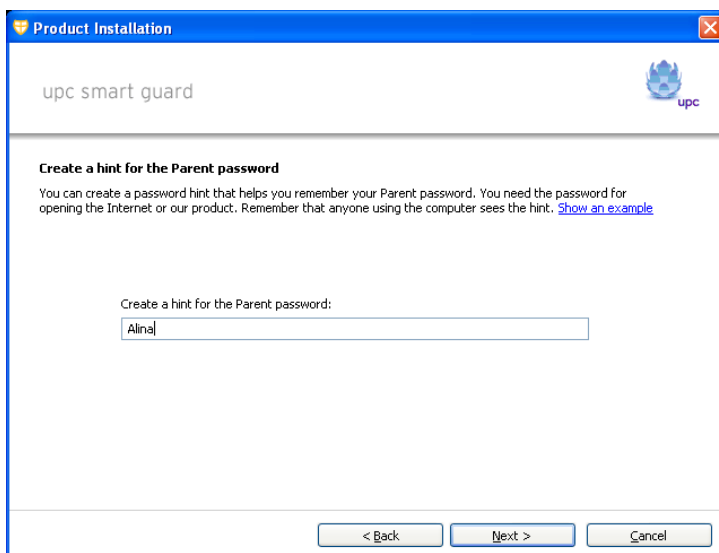 Product Installation
upc smart guard
upc
Create a hint for the Parent password
You can create a password hint that helps you remember your Parent password. You need the password for
opening the Internet or our product. Remember that anyone using the computer sees the hint. Show an example
Create a hint for the Parent password:
Alina
< Back
Next >
Cancel